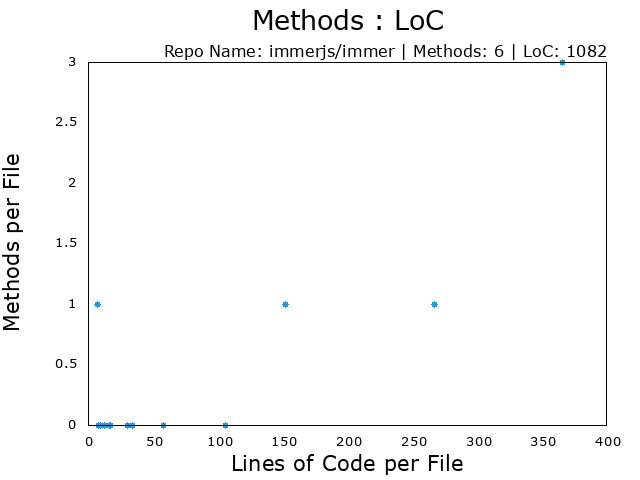 Methods : LoC
Repo Name: immerjs/immer | Methods: 6 | LoC: 1082
3
2.5
2
1.5
1
0.5
0
Methods per File
0 50 100 150 200 250 300 350 400
Lines of Code per File